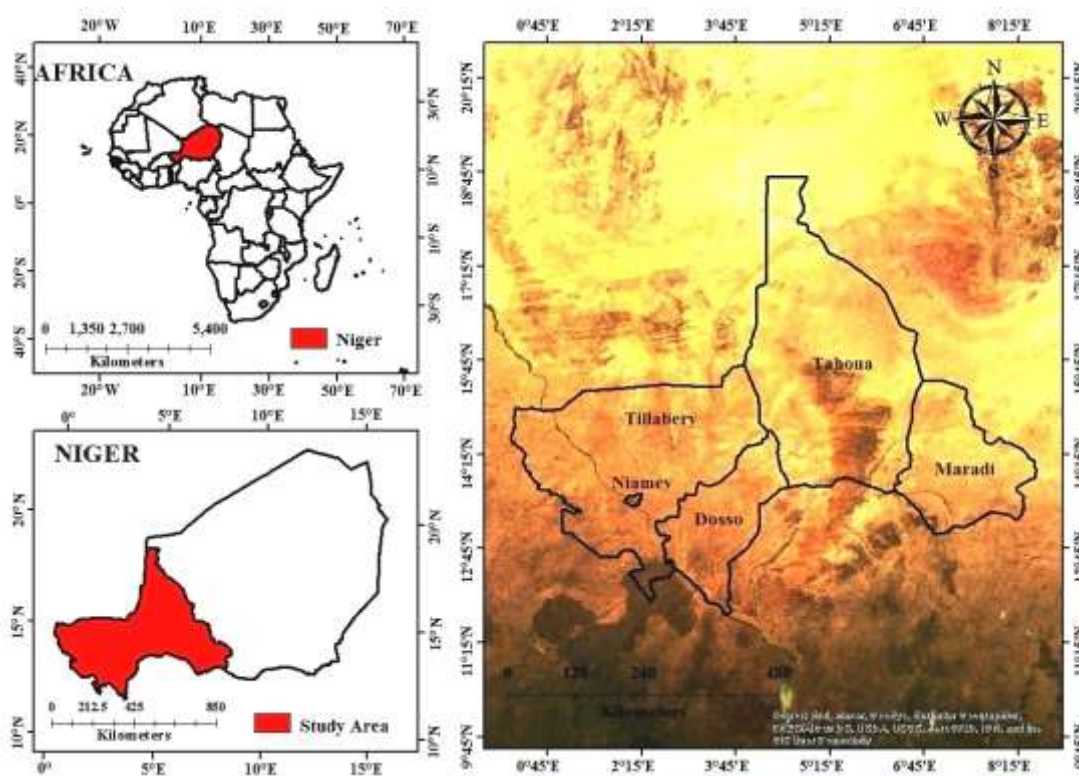 20°W 10°E 30°E 50°E 70°E
AFRICA
40°N
20°N
0°
20°S
40°S
30°N
10°N
10°S
30°S
0 1,350 2,700 5,400
Kilometers
Niger
20°W 10°E 30°E 50°E 70°E
0° 5°E 10°E 15°E
NIGER
20°N
15°N
10°N
20°N
15°N
10°N
0 212.5 425 850
Kilometers
Study Area
5°E 10°E 15°E
0°45'E 2°15'E 3°45'E 5°15'E 6°45'E 8°15'E
20°15'N
18°45'N
17°15'N
15°45'N
14°15'N
12°45'N
11°15'N
9°45'N
N
W E
S
Tahoua
Tillabery
Maradi
Niamey
Dosso
0 120 240 480
Kilometers
0°45'E 2°15'E 3°45'E 5°15'E 6°45'E 8°15'E